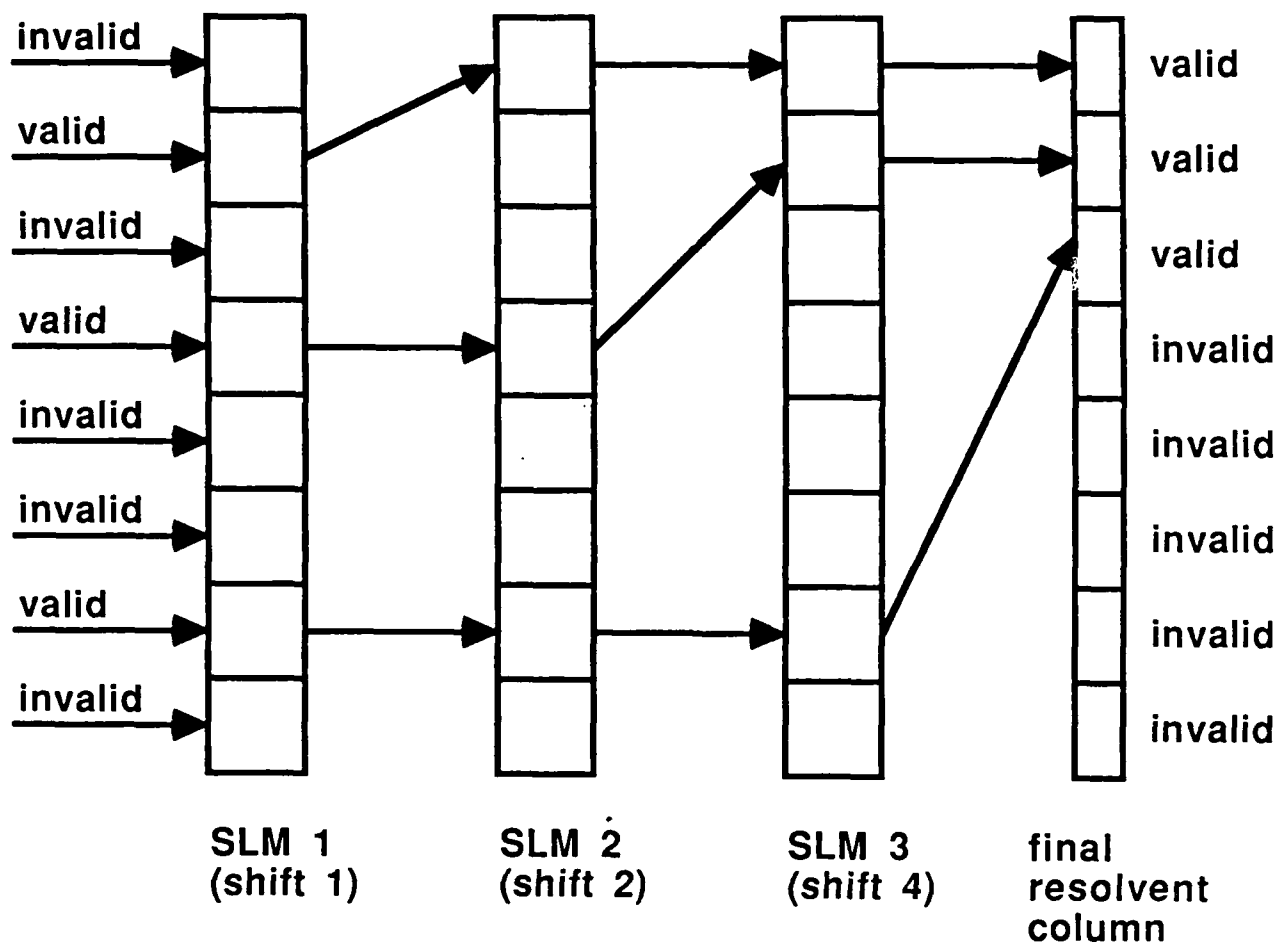 invalid
valid
invalid
valid
invalid
invalid
valid
invalid
valid
valid
valid
invalid
invalid
invalid
invalid
invalid
SLM 1
(shift 1)
SLM 2
(shift 2)
SLM 3
(shift 4)
final
resolvent
column